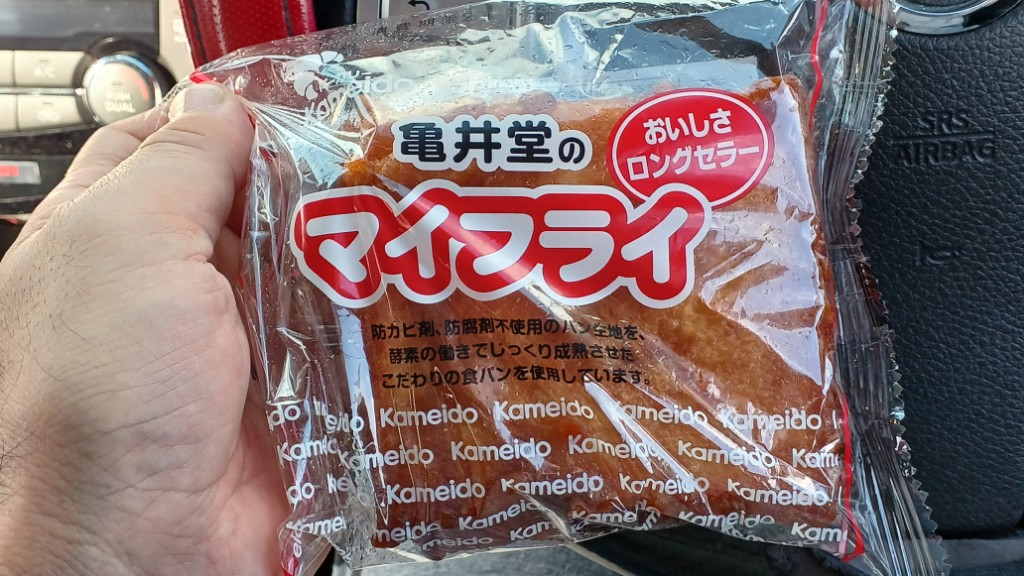 DUAL
Kameido
亀井堂の
おいしさ
ロングセラー
マイフライ
防カビ剤、防腐剤不使用のパン生地を、
酵素の働きでじっくり成熟させた
こだわりの食パンを使用しています。
Kameido Kameido Kameido Kameido
Kameido Kameido Kameido Kameido
Kameido Kameido Kameido Kameido
Kameido Kameido Kameido
SRS
AIRBAG